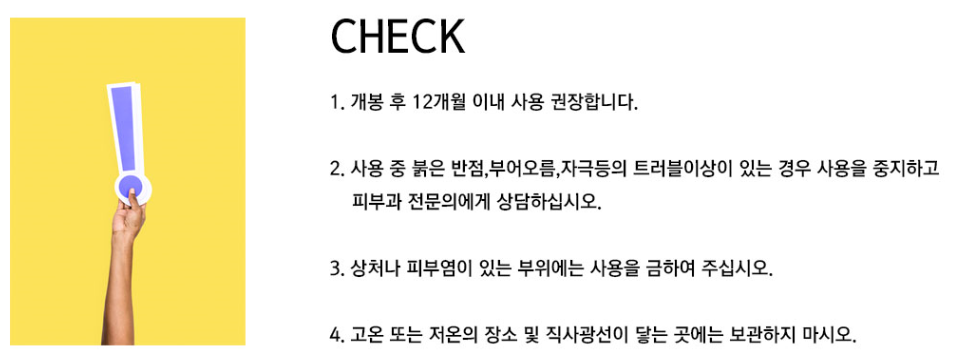 CHECK
1. 개봉 후 12개월 이내 사용 권장합니다.
2. 사용 중 붉은 반점,부어오름,자극등의 트러블이상이 있는 경우 사용을 중지하고
피부과 전문의에게 상담하십시오.
3. 상처나 피부염이 있는 부위에는 사용을 금하여 주십시오.
4. 고온 또는 저온의 장소 및 직사광선이 닿는 곳에는 보관하지 마시오.